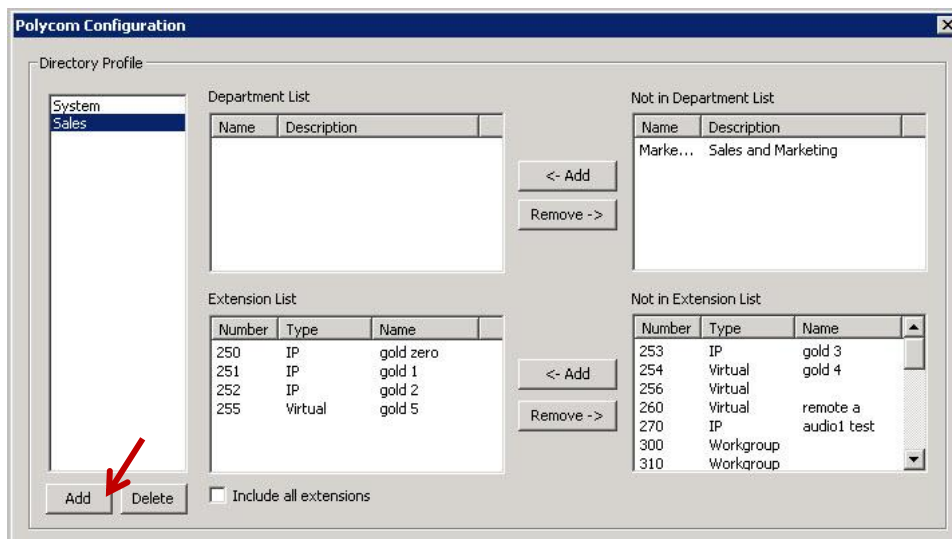 Polycom Configuration
Directory Profile
System
Sales
Add
Delete
Department List
Name Description
<- Add
Remove ->
Not in Department List
Name Description
Marke... Sales and Marketing
Extension List
Number Type Name
250 IP gold zero
251 IP gold 1
252 IP gold 2
255 Virtual gold 5
Include all extensions
<- Add
Remove ->
Not in Extension List
Number Type Name
253 IP gold 3
254 Virtual gold 4
256 Virtual
260 Virtual remote a
270 IP audio1 test
300 Workgroup
310 Workgroup